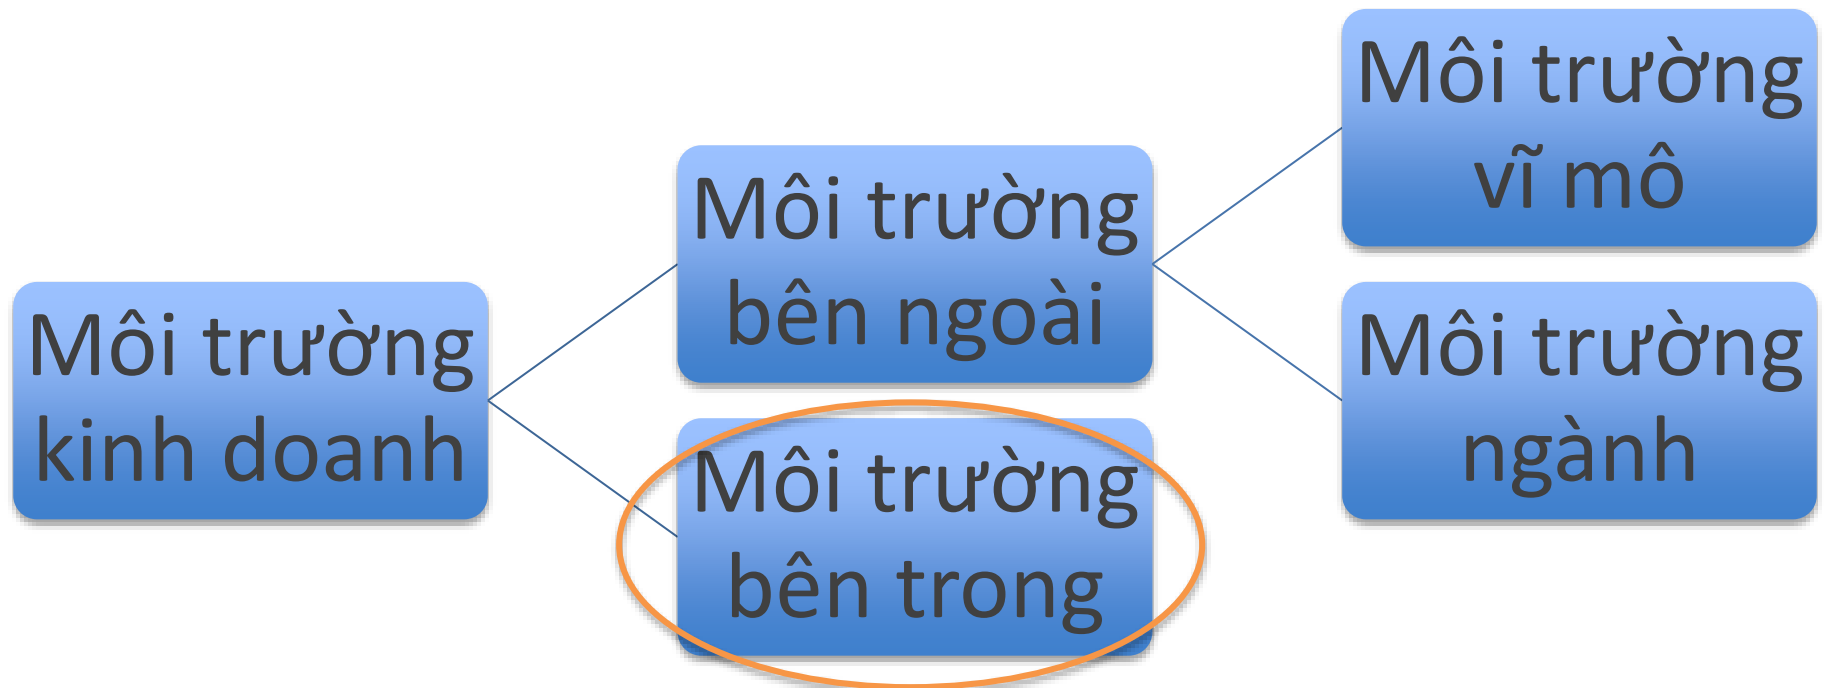 Môi trường
kinh doanh
Môi trường
bên ngoài
Môi trường
bên trong
Môi trường
vĩ mô
Môi trường
ngành